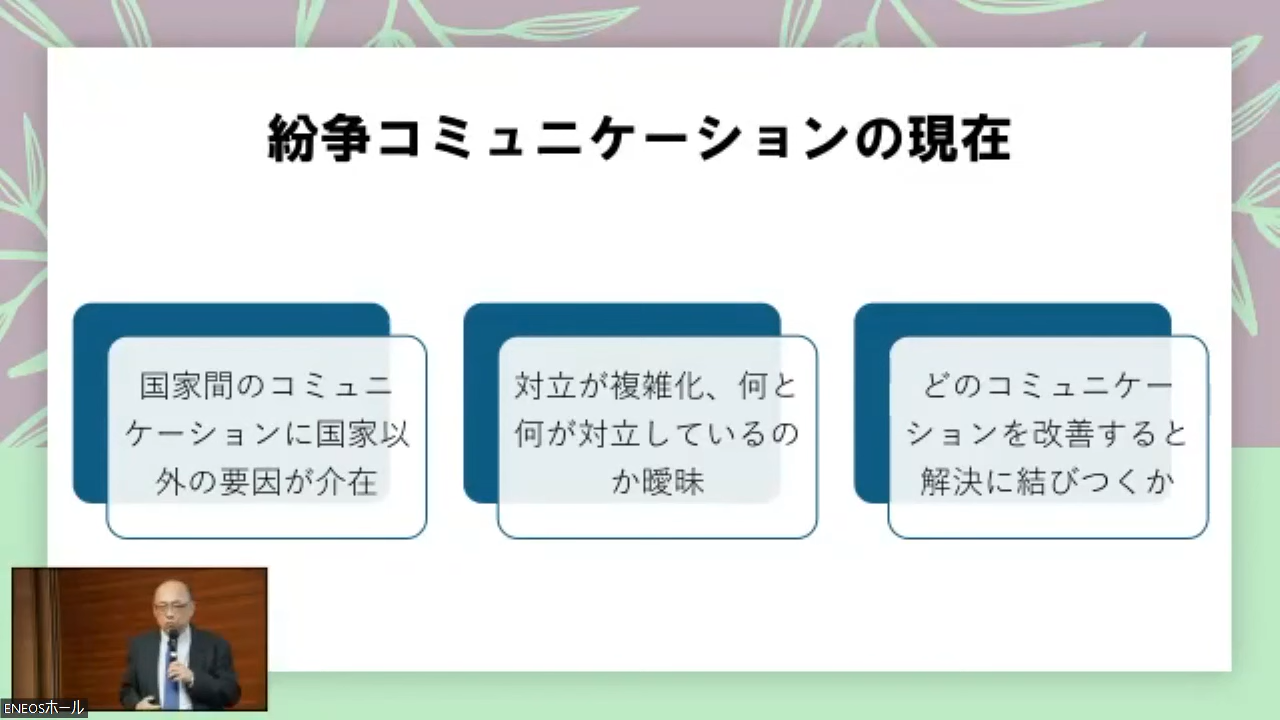 紛争コミュニケーションの現在
国家間のコミュニ
ケーションに国家以
外の要因が介在
対立が複雑化、何と
何が対立しているの
か曖昧
どのコミュニケー
ションを改善すると
解決に結びつくか
ENEOSホール